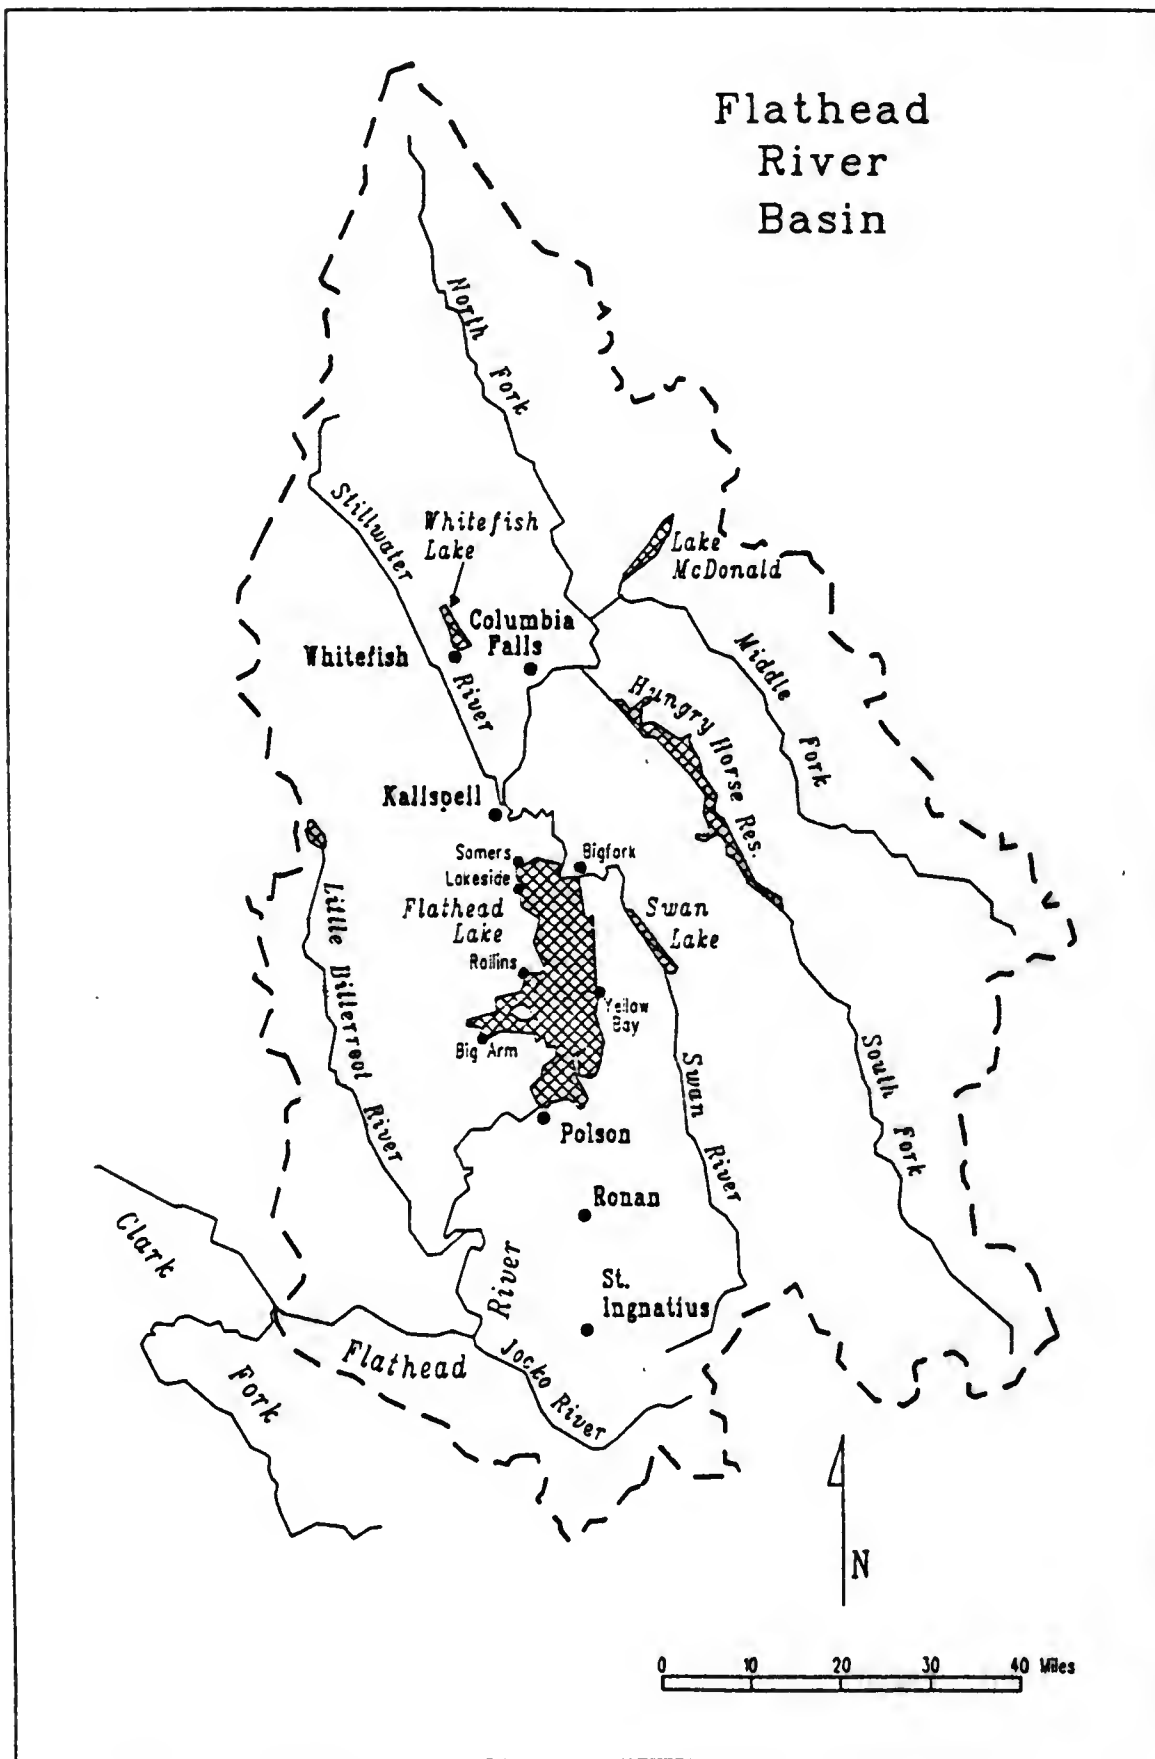 Flathead
River
Basin
North Fork
Stillwater River
Whitefish
Lake
Lake
McDonald
Columbia
Falls
Whitefish
Middle Fork
Hungry Horse Res.
Kalispell
Somers
Bigfork
Lakeside
Flathead
Lake
Swan
Lake
Rollins
Yellow
Bay
Big Arm
Little Bitterroot River
Swan River
South Fork
Polson
Ronan
Clark Fork
St.
Ingnatius
Flathead River
Jocko River
N
0 10 20 30 40 Miles